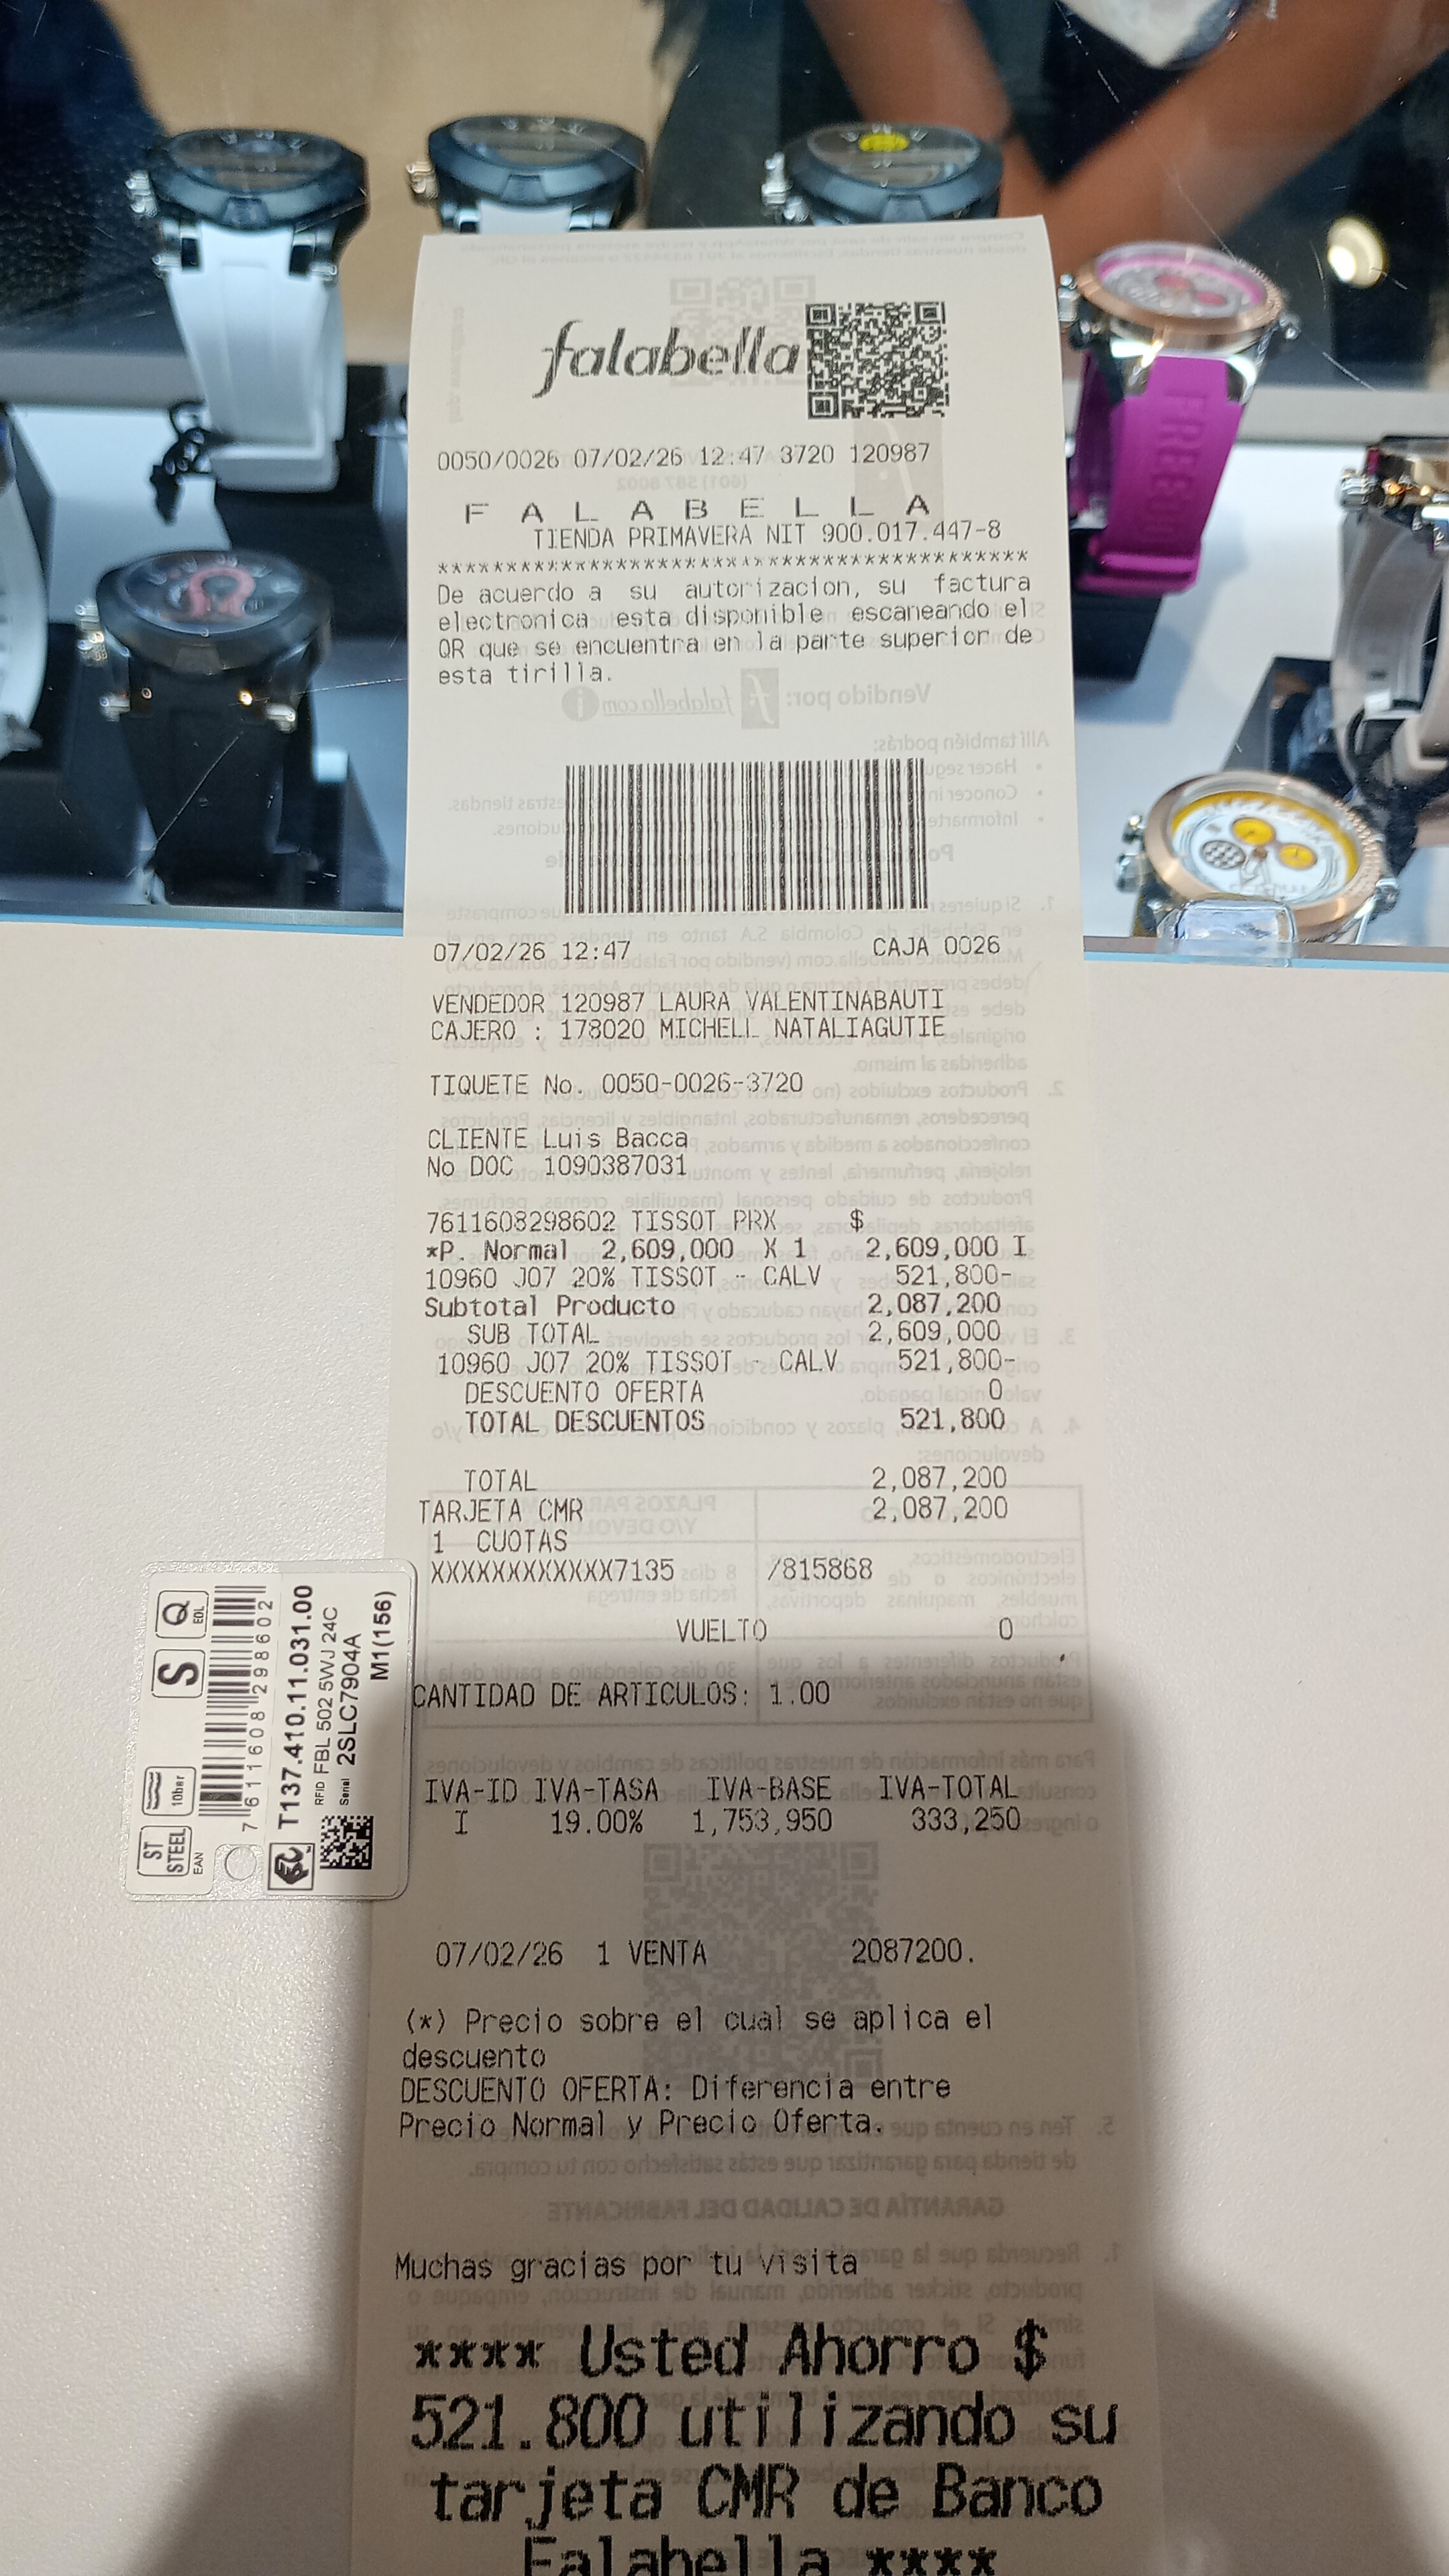 falabella
0050/0026 07/02/26 12:47 3720 120987
F A L A B E L L A
TIENDA PRIMAVERA NIT 900.017.447-8
***************************************
De acuerdo a su autorizacion, su factura
electronica esta disponible escaneando el
QR que se encuentra en la parte superior de
esta tirilla.
07/02/26 12:47 CAJA 0026
VENDEDOR 120987 LAURA VALENTINABAUTI
CAJERO : 178020 MICHELL NATALIAGUTIE
TIQUETE No. 0050-0026-3720
CLIENTE Luis Bacca
No DOC 1090387031
7611608298602 TISSOT PRX $
*P. Normal 2,609,000 X 1 2,609,000 I
10960 J07 20% TISSOT - CALV 521,800-
Subtotal Producto 2,087,200
SUB TOTAL 2,609,000
10960 J07 20% TISSOT - CALV 521,800-
DESCUENTO OFERTA 0
TOTAL DESCUENTOS 521,800
TOTAL 2,087,200
TARJETA CMR 2,087,200
1 CUOTAS
XXXXXXXXXXXX7135 /815868
VUELTO 0
CANTIDAD DE ARTICULOS: 1.00
IVA-ID IVA-TASA IVA-BASE IVA-TOTAL
I 19.00% 1,753,950 333,250
07/02/26 1 VENTA 2087200.
(*) Precio sobre el cual se aplica el
descuento
DESCUENTO OFERTA: Diferencia entre
Precio Normal y Precio Oferta.
Muchas gracias por tu visita
**** Usted Ahorro $
521.800 utilizando su
tarjeta CMR de Banco
Falabella ****
ST STEEL
10bar
S
Q
EOL
EAN
7 611608 298602
T137.410.11.031.00
RFID FBL 502 5WJ 24C
Serial 2SLC7904A
M1(156)